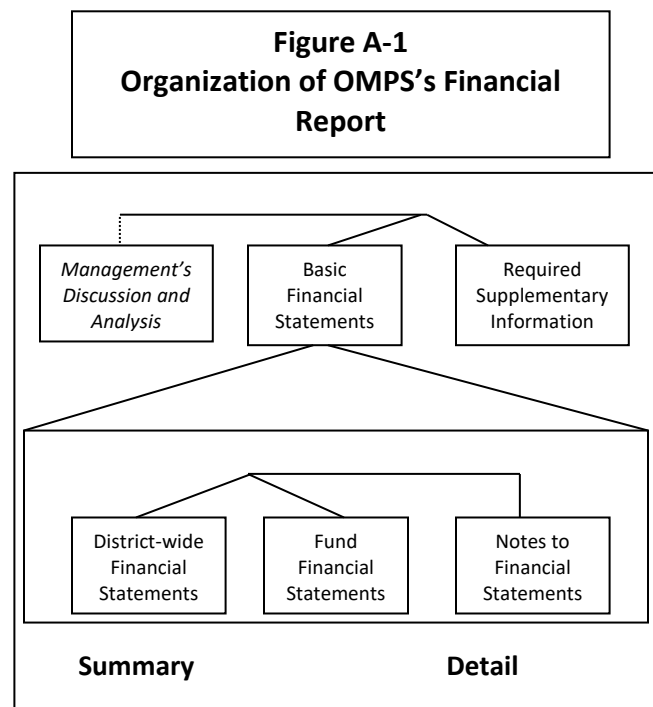 Figure A-1
Organization of OMPS’s Financial
Report
Management’s
Discussion and
Analysis
Basic
Financial
Statements
Required
Supplementary
Information
District-wide
Financial
Statements
Fund
Financial
Statements
Notes to
Financial
Statements
Summary
Detail